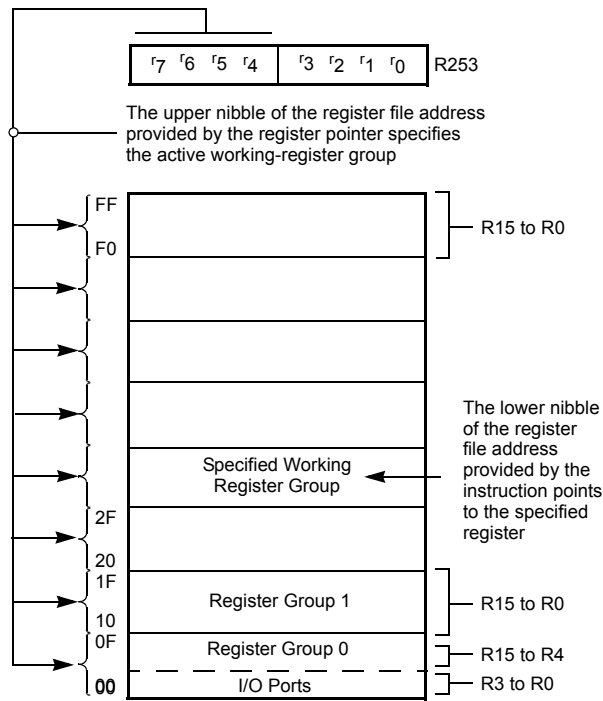 r7 r6 r5 r4 r3 r2 r1 r0 R253
The upper nibble of the register file address
provided by the register pointer specifies
the active working-register group
FF
R15 to R0
F0
The lower nibble
of the register
file address
provided by the
instruction points
to the specified
register
Specified Working
Register Group
2F
20
1F
Register Group 1
R15 to R0
10
0F
Register Group 0
R15 to R4
00
I/O Ports
R3 to R0